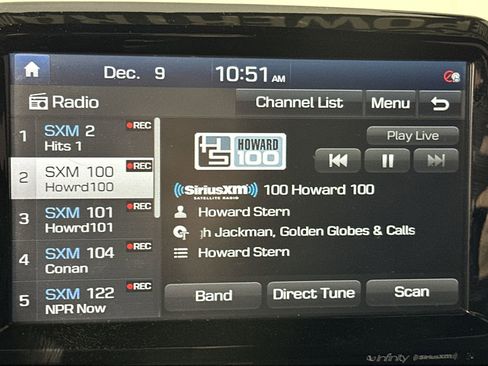 Dec. 9 10:51 AM
Radio Channel List Menu
1 SXM 2 REC
Hits 1
2 SXM 100 REC
Howrd100
3 SXM 101 REC
Howrd101
4 SXM 104 REC
Conan
5 SXM 122 REC
NPR Now
Play Live
HS HOWARD 100
((SiriusXM)) 100 Howard 100
SATELLITE RADIO
Howard Stern
gh Jackman, Golden Globes & Calls
Howard Stern
Band Direct Tune Scan
infinity ((SiriusXM))